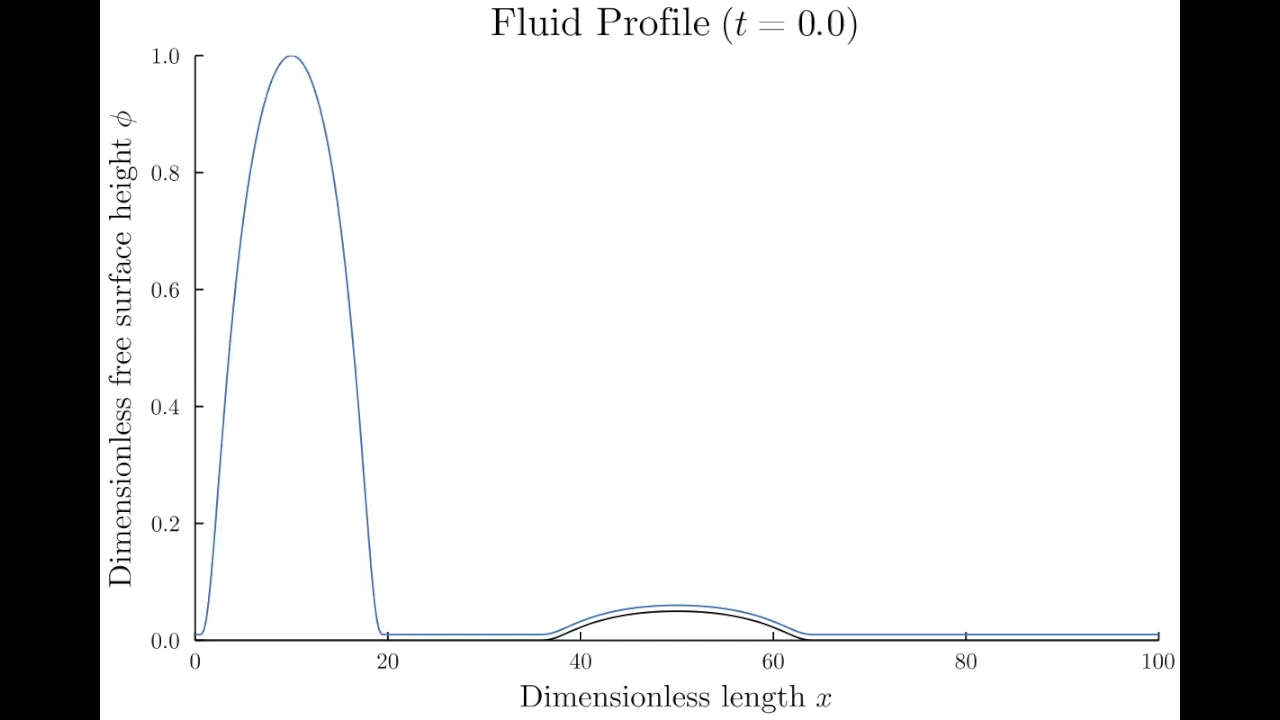 Fluid Profile (t = 0.0)
Dimensionless free surface height ϕ
1.0
0.8
0.6
0.4
0.2
0.0
0 20 40 60 80 100
Dimensionless length x